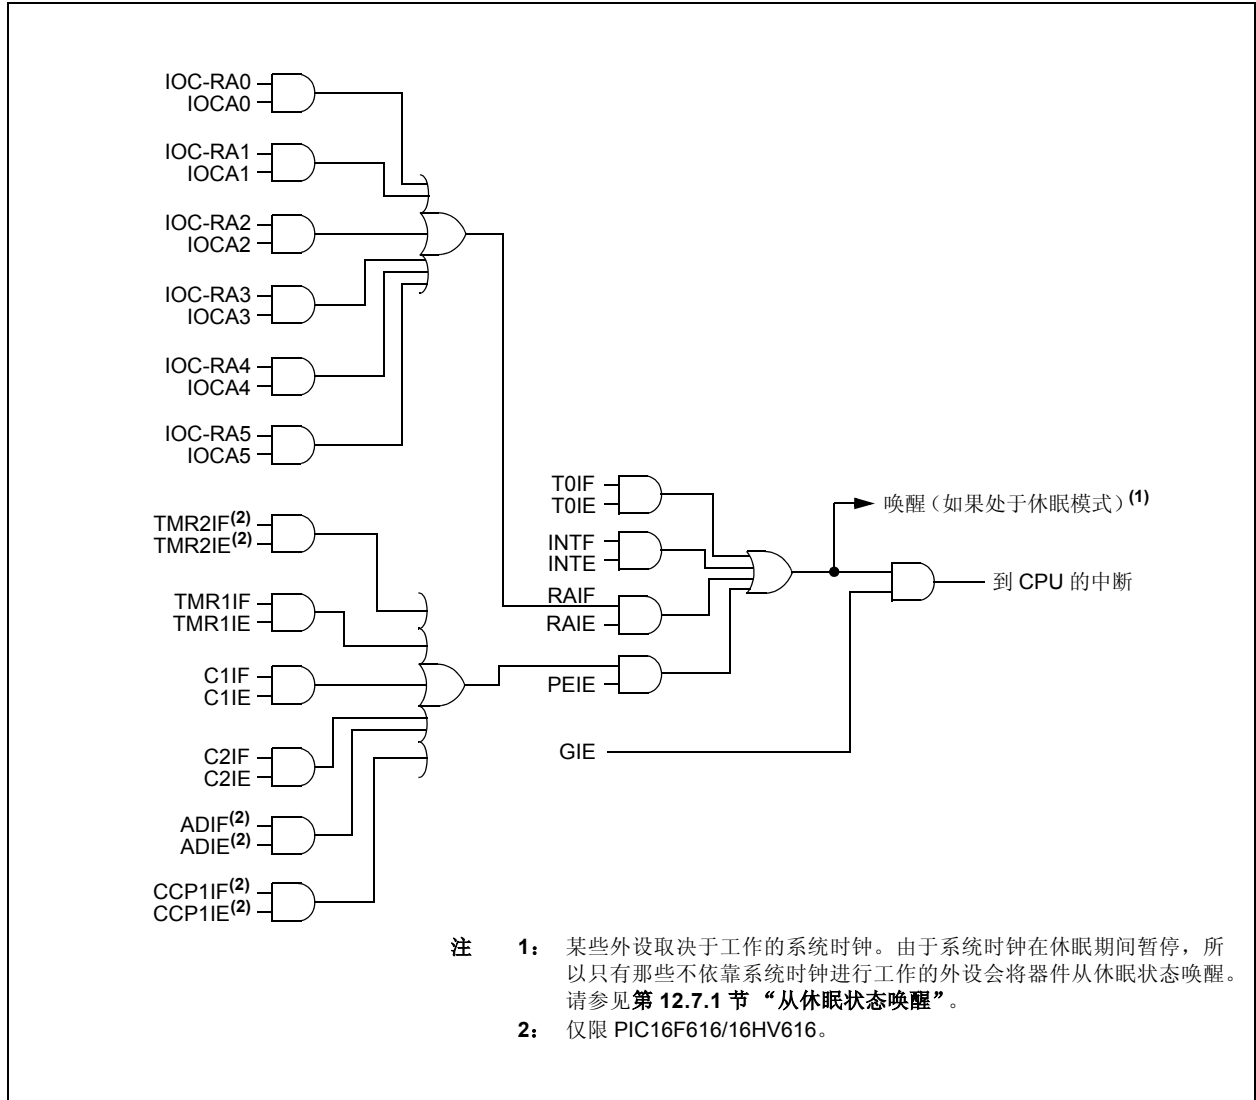 IOC-RA0
IOCA0
IOC-RA1
IOCA1
IOC-RA2
IOCA2
IOC-RA3
IOCA3
IOC-RA4
IOCA4
IOC-RA5
IOCA5
TMR2IF(2)
TMR2IE(2)
TMR1IF
TMR1IE
C1IF
C1IE
C2IF
C2IE
ADIF(2)
ADIE(2)
CCP1IF(2)
CCP1IE(2)
T0IF
T0IE
INTF
INTE
RAIF
RAIE
PEIE
GIE
唤醒（如果处于休眠模式）(1)
到 CPU 的中断
注 1： 某些外设取决于工作的系统时钟。由于系统时钟在休眠期间暂停，所
以只有那些不依靠系统时钟进行工作的外设会将器件从休眠状态唤醒。
请参见第 12.7.1 节 “从休眠状态唤醒”。
2： 仅限 PIC16F616/16HV616。